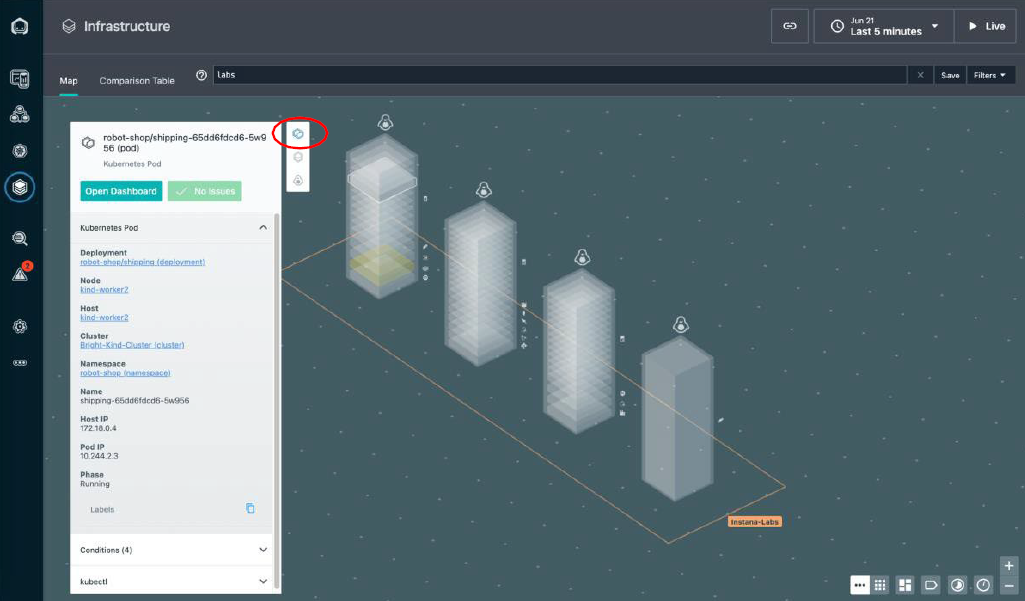 Infrastructure
Jun 21
Last 5 minutes
Live
Map
Comparison Table
Labs
X
Save
Filters
robot-shop/shipping-65dd6fdcd6-5w9
56 (pod)
Kubernetes Pod
Open Dashboard
No Issues
Kubernetes Pod
Deployment
robot-shop/shipping (deployment)
Node
kind-worker2
Host
kind-worker2
Cluster
Bright-Kind-Cluster (cluster)
Namespace
robot-shop (namespace)
Name
shipping-65dd6fdcd6-5w956
Host IP
172.18.0.4
Pod IP
10.244.2.3
Phase
Running
Labels
Conditions (4)
kubectl
Instana-Labs